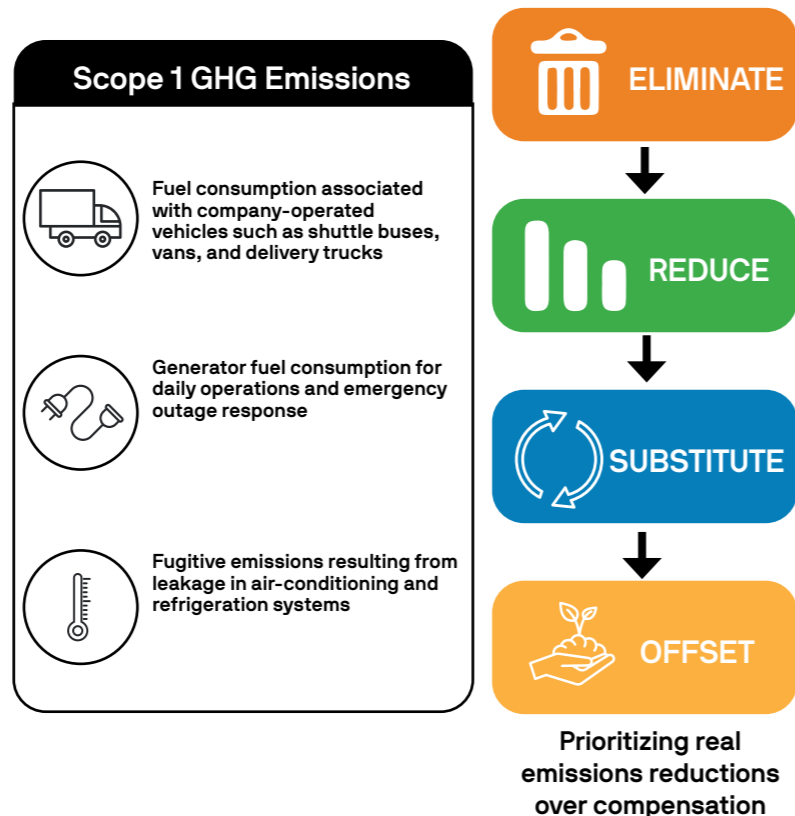 Scope 1 GHG Emissions
Fuel consumption associated
with company-operated
vehicles such as shuttle buses,
vans, and delivery trucks
Generator fuel consumption for
daily operations and emergency
outage response
Fugitive emissions resulting from
leakage in air-conditioning and
refrigeration systems
ELIMINATE
REDUCE
SUBSTITUTE
OFFSET
Prioritizing real
emissions reductions
over compensation